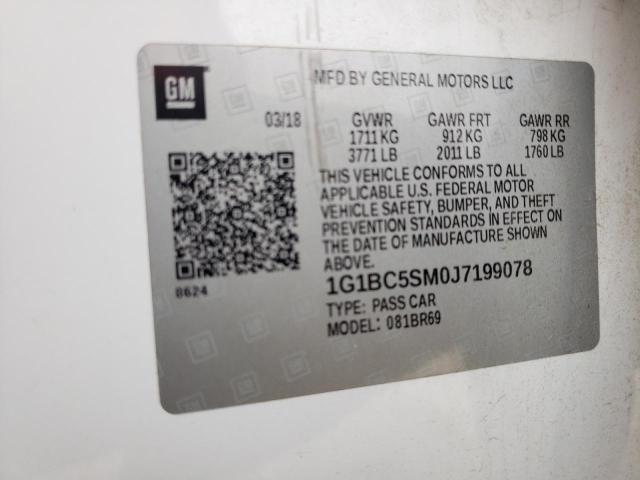 GM
MFD BY GENERAL MOTORS LLC
03/18 GVWR GAWR FRT GAWR RR
1711 KG 912 KG 798 KG
3771 LB 2011 LB 1760 LB
THIS VEHICLE CONFORMS TO ALL
APPLICABLE U.S. FEDERAL MOTOR
VEHICLE SAFETY, BUMPER, AND THEFT
PREVENTION STANDARDS IN EFFECT ON
THE DATE OF MANUFACTURE SHOWN
ABOVE.
8624
1G1BC5SM0J7199078
TYPE: PASS CAR
MODEL: 081BR69